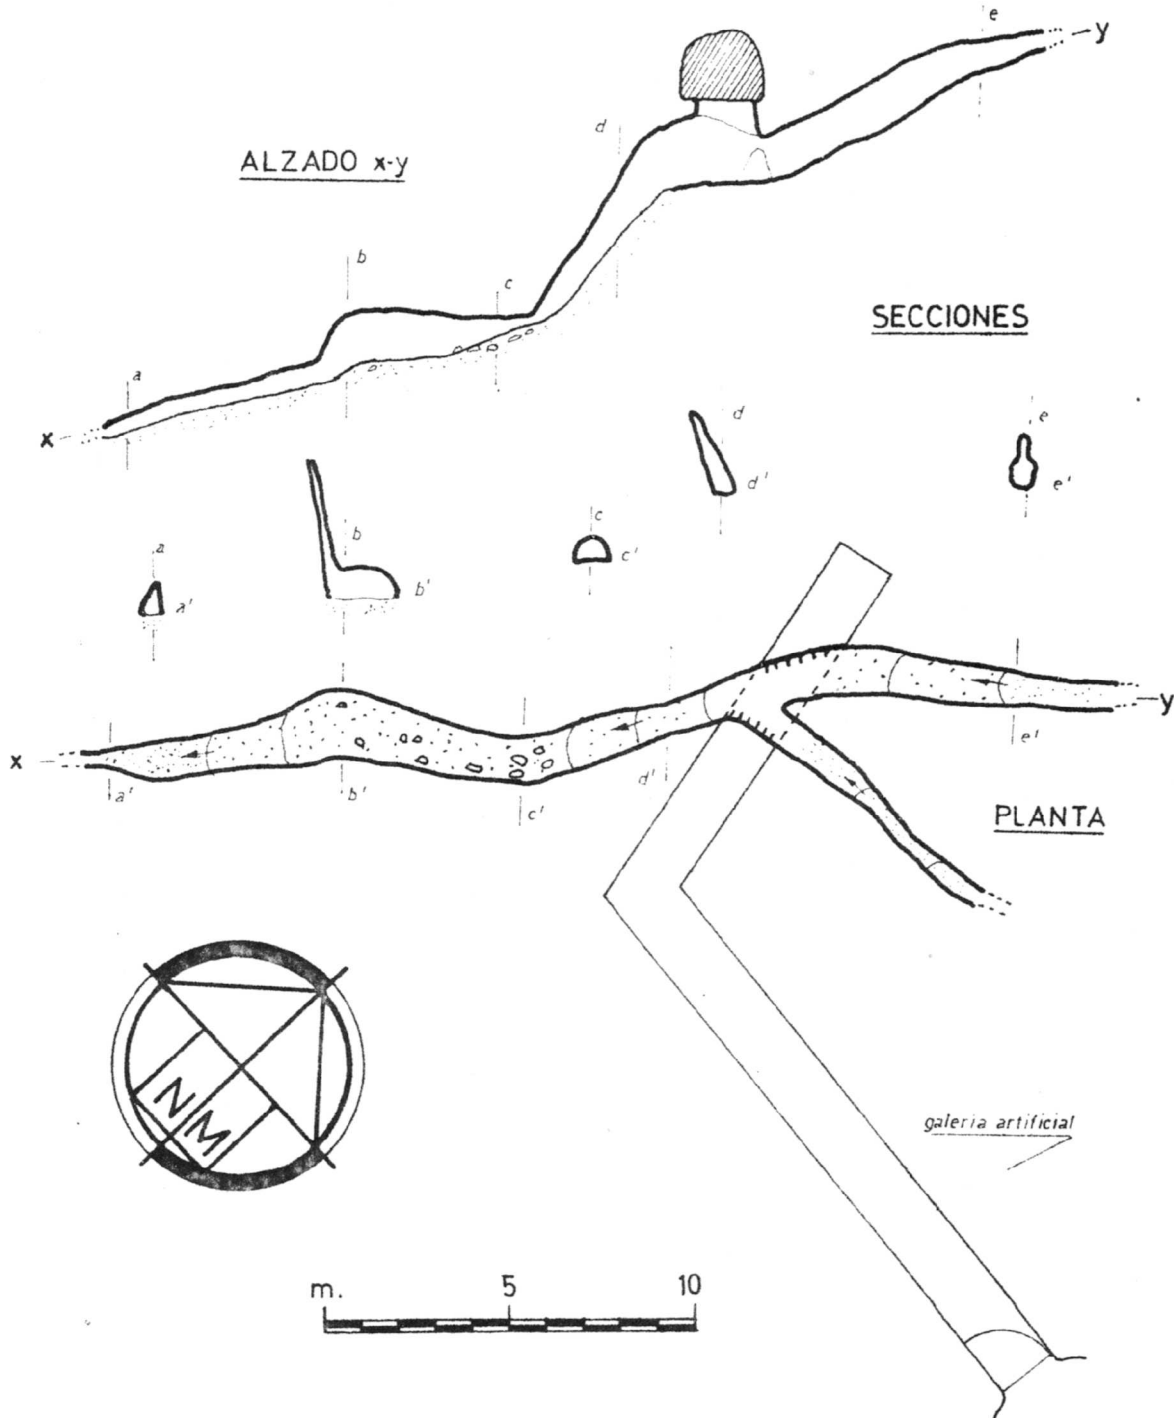 e
y
d
ALZADO x-y
b
c
SECCIONES
a
x
d
e
d'
e'
b
c
a
c'
b'
a'
y
x
e'
a'
b'
d'
c'
PLANTA
NM
galeria artificial
m. 5 10